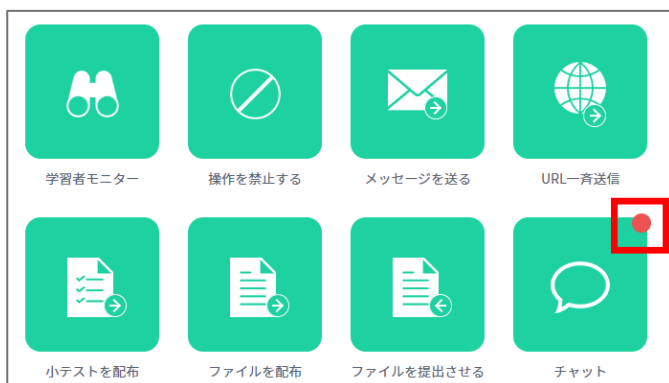 学習者モニター
操作を禁止する
メッセージを送る
URL一斉送信
小テストを配布
ファイルを配布
ファイルを提出させる
チャット